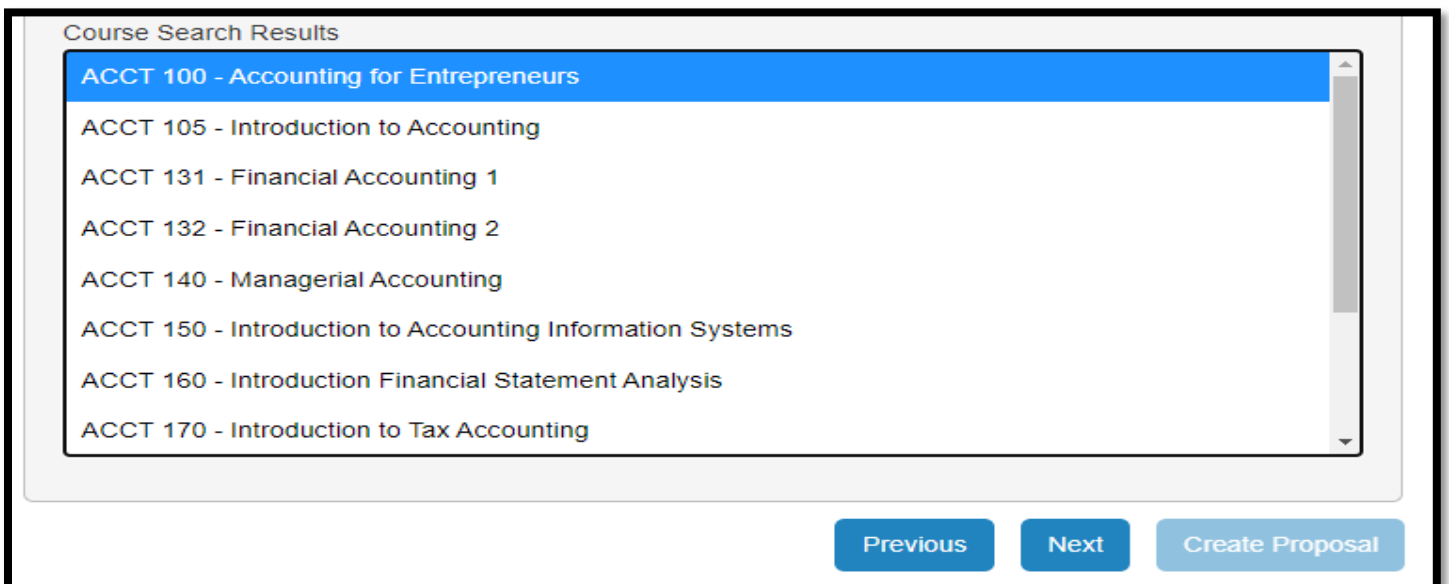 Course Search Results
ACCT 100 - Accounting for Entrepreneurs
ACCT 105 - Introduction to Accounting
ACCT 131 - Financial Accounting 1
ACCT 132 - Financial Accounting 2
ACCT 140 - Managerial Accounting
ACCT 150 - Introduction to Accounting Information Systems
ACCT 160 - Introduction Financial Statement Analysis
ACCT 170 - Introduction to Tax Accounting
Previous Next Create Proposal